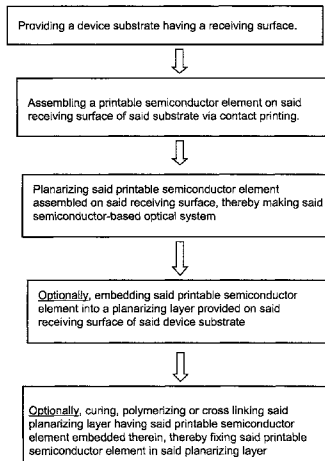 Providing a device substrate having a receiving surface.
Assembling a printable semiconductor element on said
receiving surface of said substrate via contact printing.
Planarizing said printable semiconductor element
assembled on said receiving surface, thereby making said
semiconductor-based optical system
Optionally, embedding said printable semiconductor
element into a planarizing layer provided on said
receiving surface of said device substrate
Optionally, curing, polymerizing or cross linking said
planarizing layer having said printable semiconductor
element embedded therein, thereby fixing said printable
semiconductor element in said planarizing layer